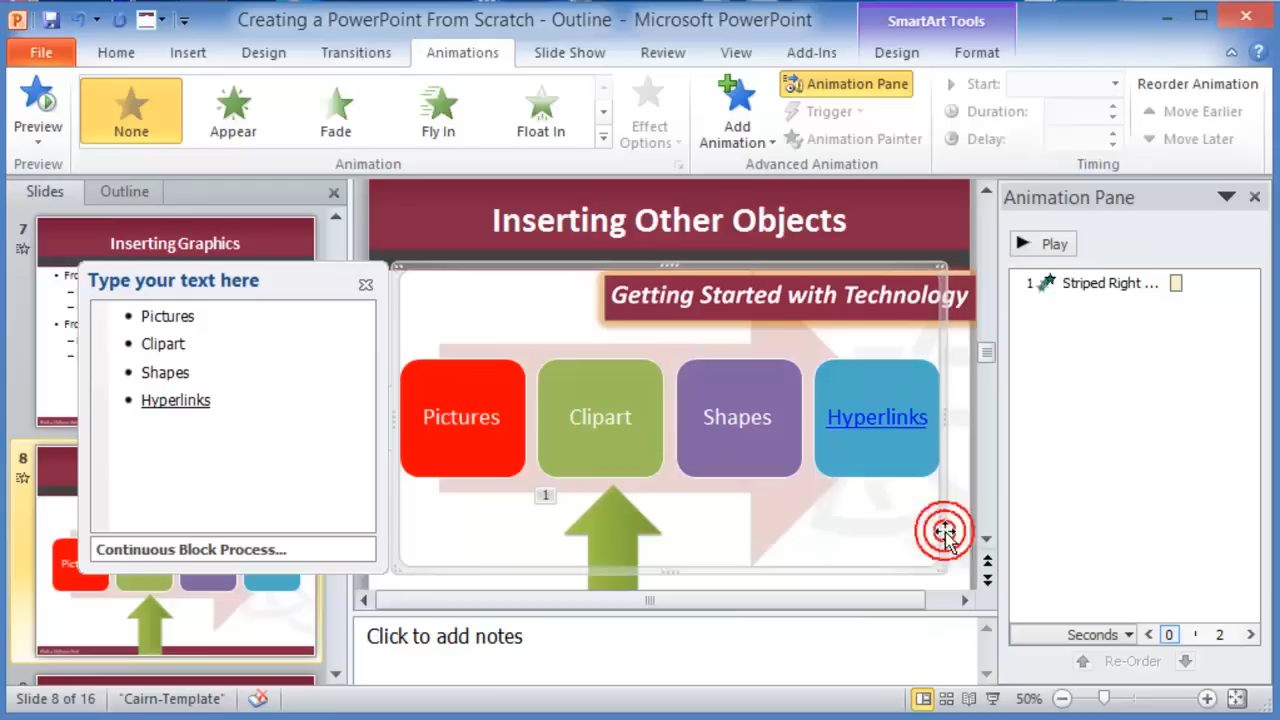 Creating a PowerPoint From Scratch - Outline - Microsoft PowerPoint
SmartArt Tools
File Home Insert Design Transitions Animations Slide Show Review View Add-Ins Design Format
Preview
None
Appear
Fade
Fly In
Float In
Effect Options
Add Animation
Animation Pane
Trigger
Animation Painter
Start:
Duration:
Delay:
Reorder Animation
Move Earlier
Move Later
Preview
Animation
Advanced Animation
Timing
Slides
Outline
7
Inserting Graphics
8
Type your text here
Pictures
Clipart
Shapes
Hyperlinks
Continuous Block Process...
Inserting Other Objects
Getting Started with Technology
Pictures
Clipart
Shapes
Hyperlinks
1
Click to add notes
Animation Pane
Play
1 Striped Right ...
Seconds
0
2
Re-Order
Slide 8 of 16
"Cairn-Template"
50%